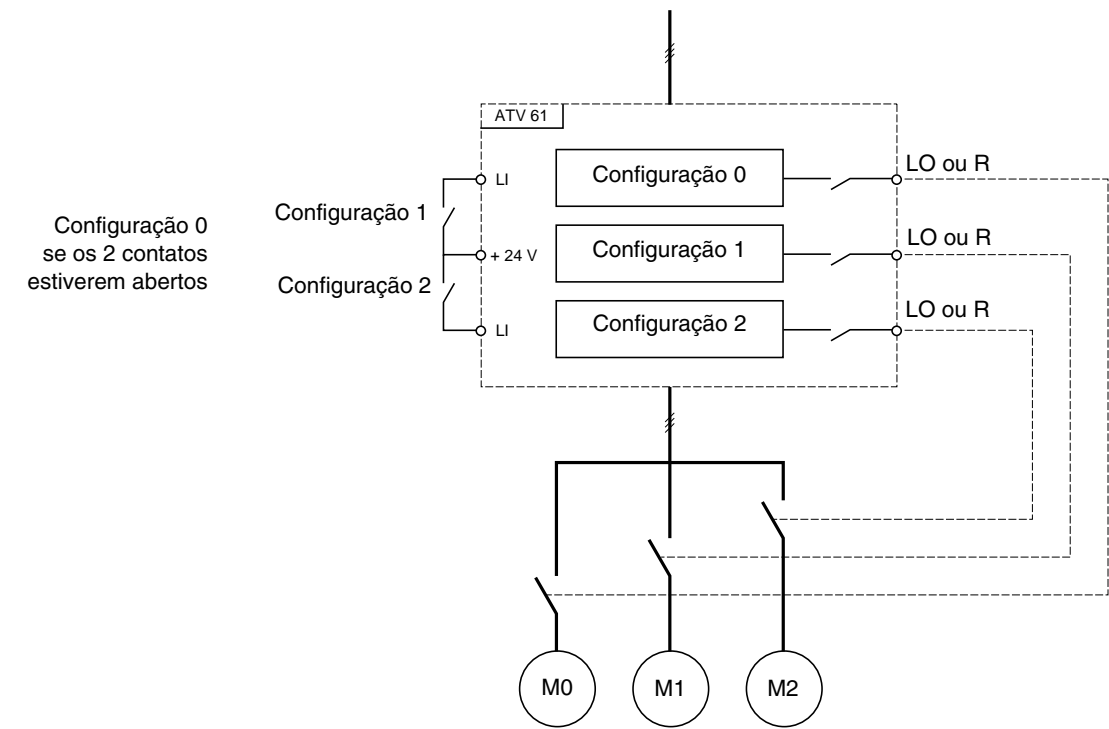 ATV 61
Configuração 0
LO ou R
LI
Configuração 1
Configuração 0
se os 2 contatos
estiverem abertos
Configuração 1
LO ou R
+ 24 V
Configuração 2
Configuração 2
LO ou R
LI
M0
M1
M2